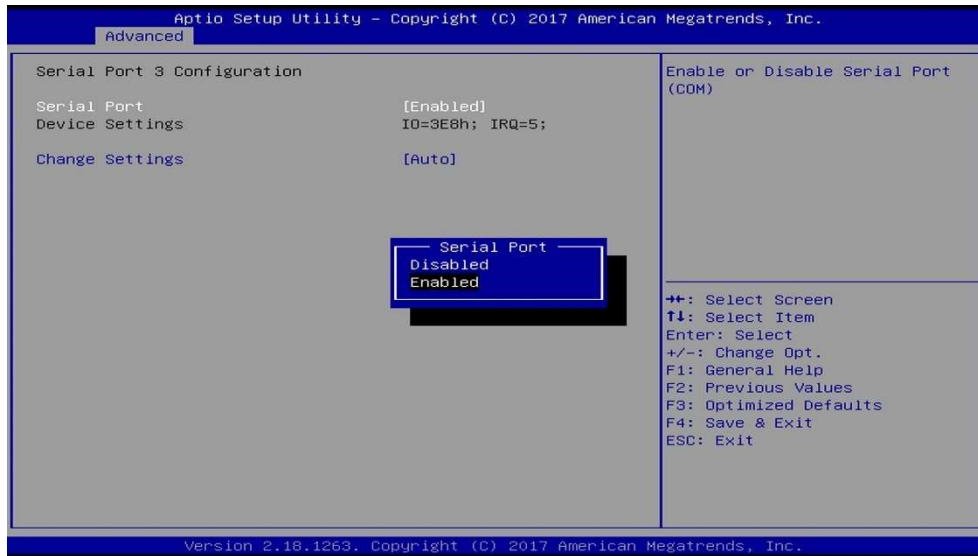 Aptio Setup Utility – Copyright (C) 2017 American Megatrends, Inc.
Advanced
Serial Port 3 Configuration
Serial Port [Enabled]
Device Settings IO=3E8h; IRQ=5;
Change Settings [Auto]
Serial Port
Disabled
Enabled
Enable or Disable Serial Port
(COM)
→←: Select Screen
↑↓: Select Item
Enter: Select
+/-: Change Opt.
F1: General Help
F2: Previous Values
F3: Optimized Defaults
F4: Save & Exit
ESC: Exit
Version 2.18.1263. Copyright (C) 2017 American Megatrends, Inc.